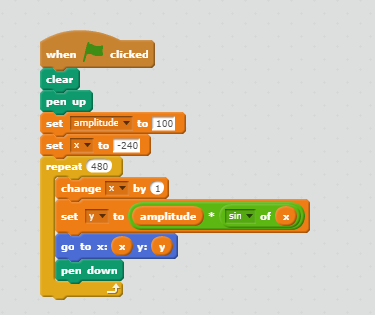 when clicked
clear
pen up
set amplitude to 100
set x to -240
repeat 480
change x by 1
set y to amplitude * sin of x
go to x: x y: y
pen down